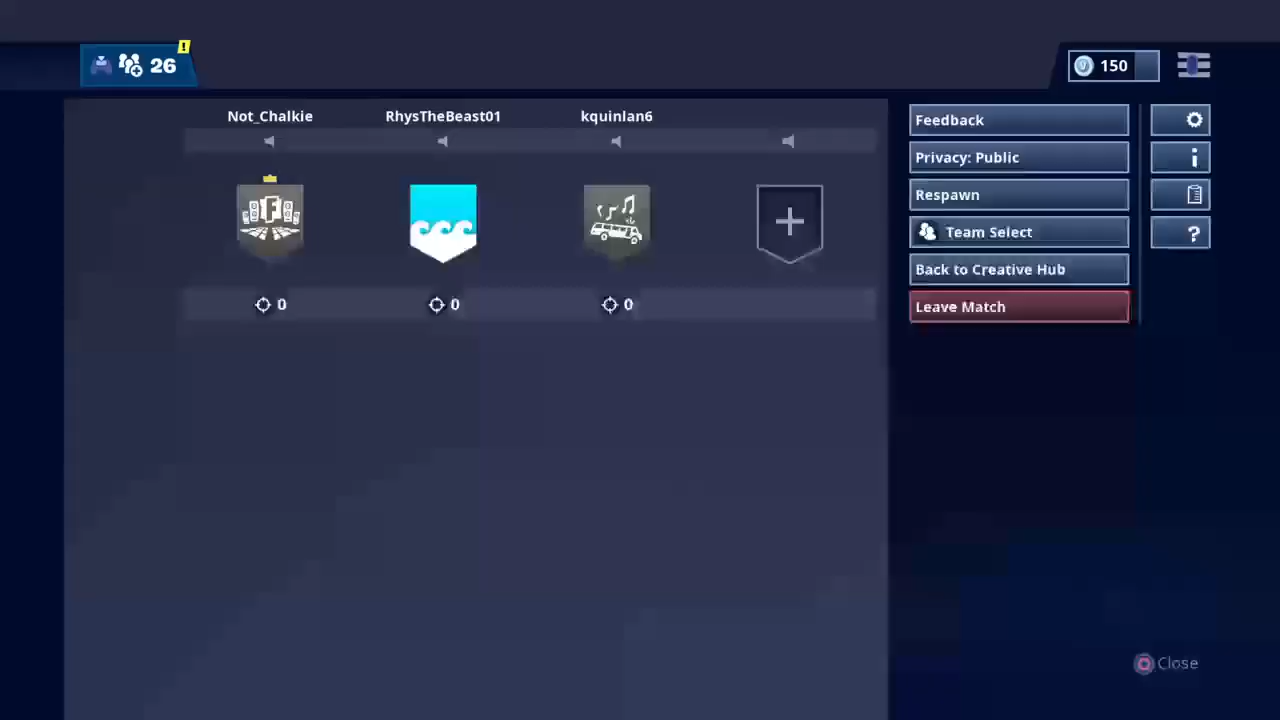 26
!
150
Not_Chalkie
RhysTheBeast01
kquinlan6
0
0
0
Feedback
Privacy: Public
Respawn
Team Select
Back to Creative Hub
Leave Match
i
?
Close